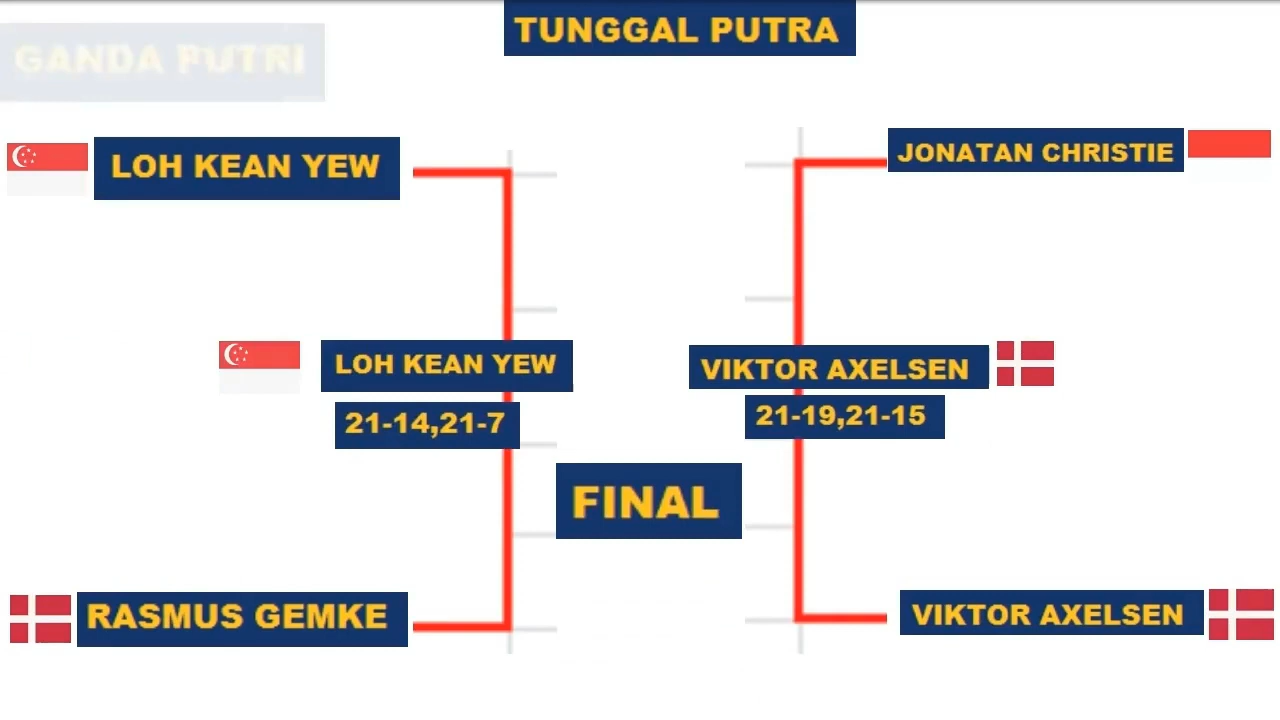 TUNGGAL PUTRA
GANDA PUTRI
LOH KEAN YEW
JONATAN CHRISTIE
LOH KEAN YEW
21-14,21-7
VIKTOR AXELSEN
21-19,21-15
FINAL
RASMUS GEMKE
VIKTOR AXELSEN